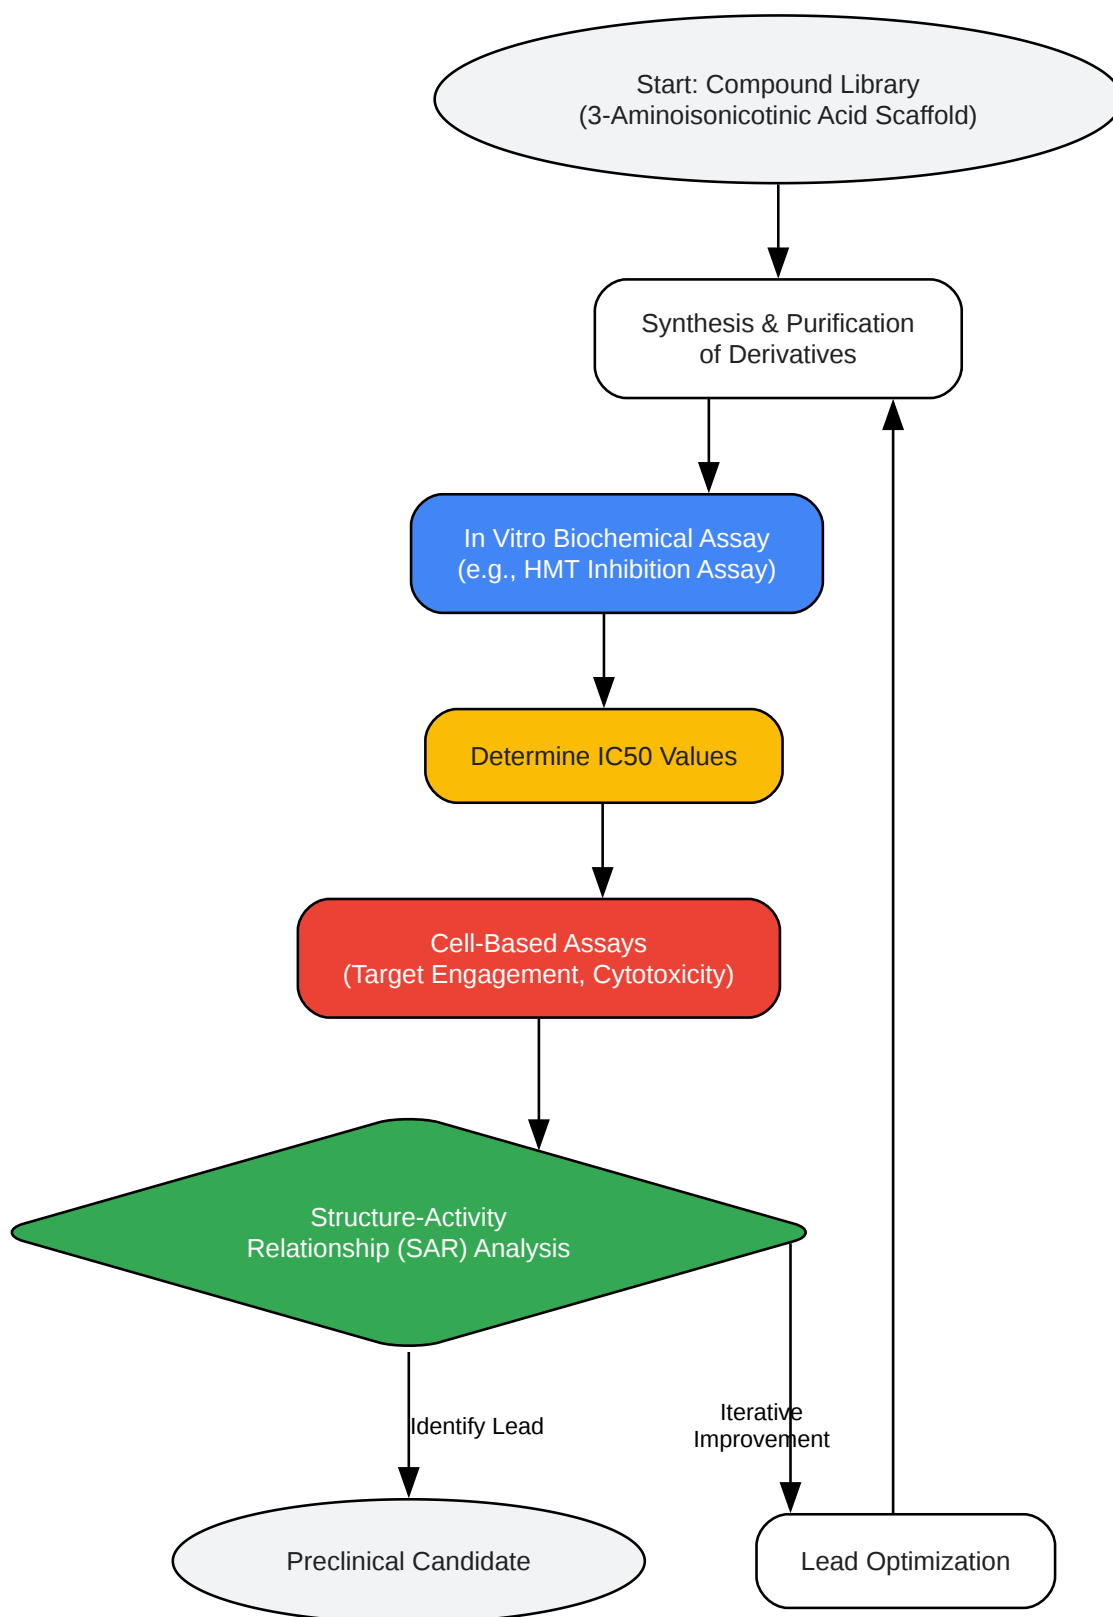 Start: Compound Library
(3-Aminoisonicotinic Acid Scaffold)
Synthesis & Purification
of Derivatives
In Vitro Biochemical Assay
(e.g., HMT Inhibition Assay)
Determine IC50 Values
Cell-Based Assays
(Target Engagement, Cytotoxicity)
Structure-Activity
Relationship (SAR) Analysis
Identify Lead
Iterative
Improvement
Preclinical Candidate
Lead Optimization